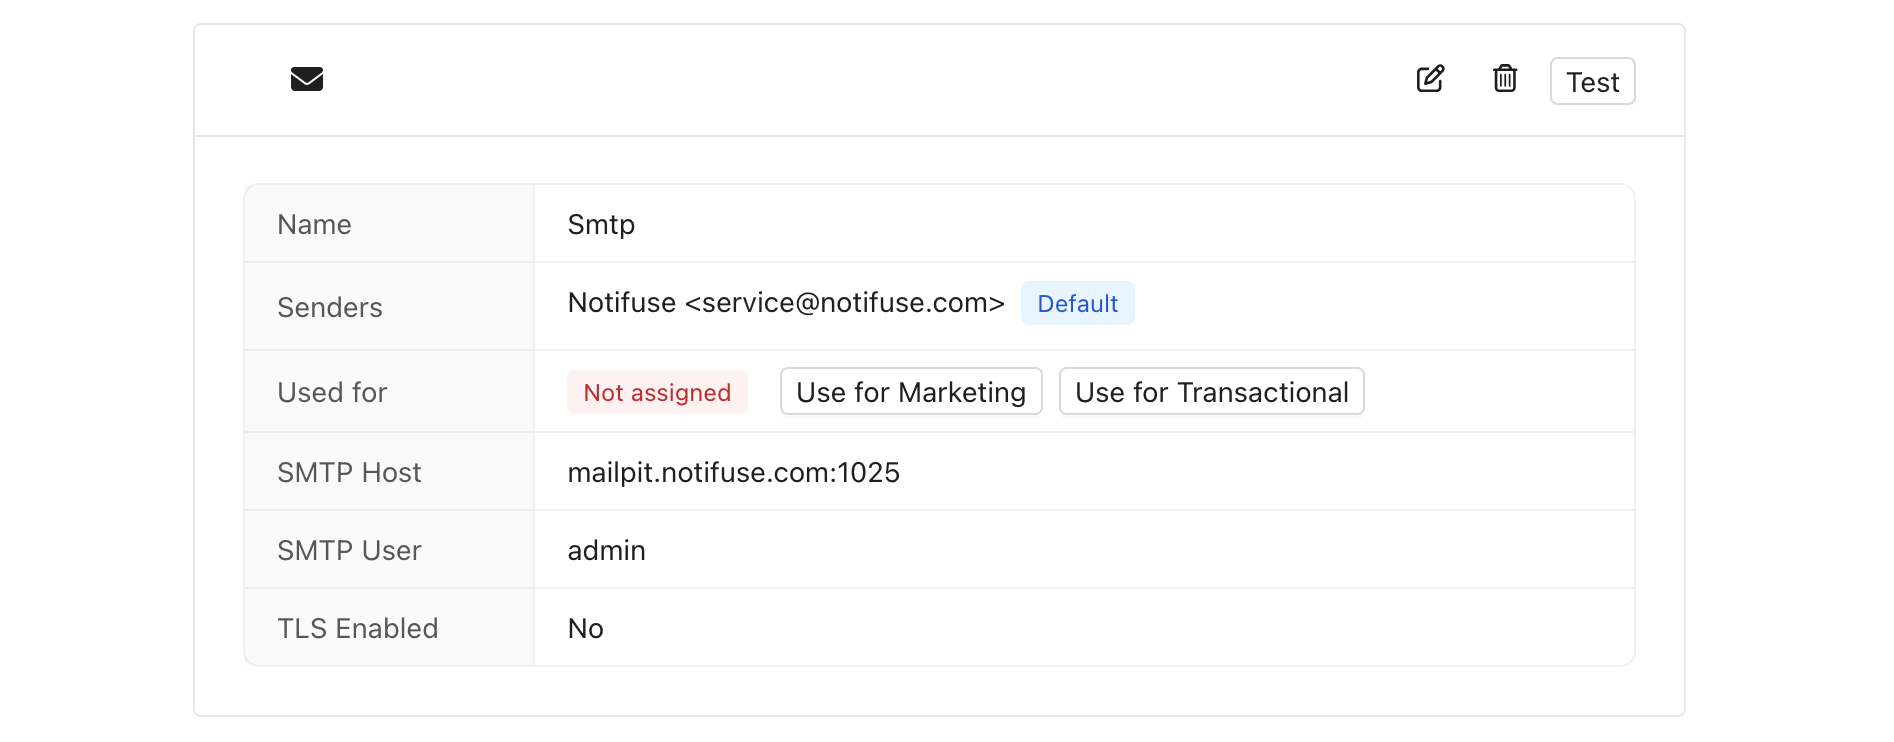 Test
Name Smtp
Senders Notifuse <service@notifuse.com> Default
Used for Not assigned Use for Marketing Use for Transactional
SMTP Host mailpit.notifuse.com:1025
SMTP User admin
TLS Enabled No